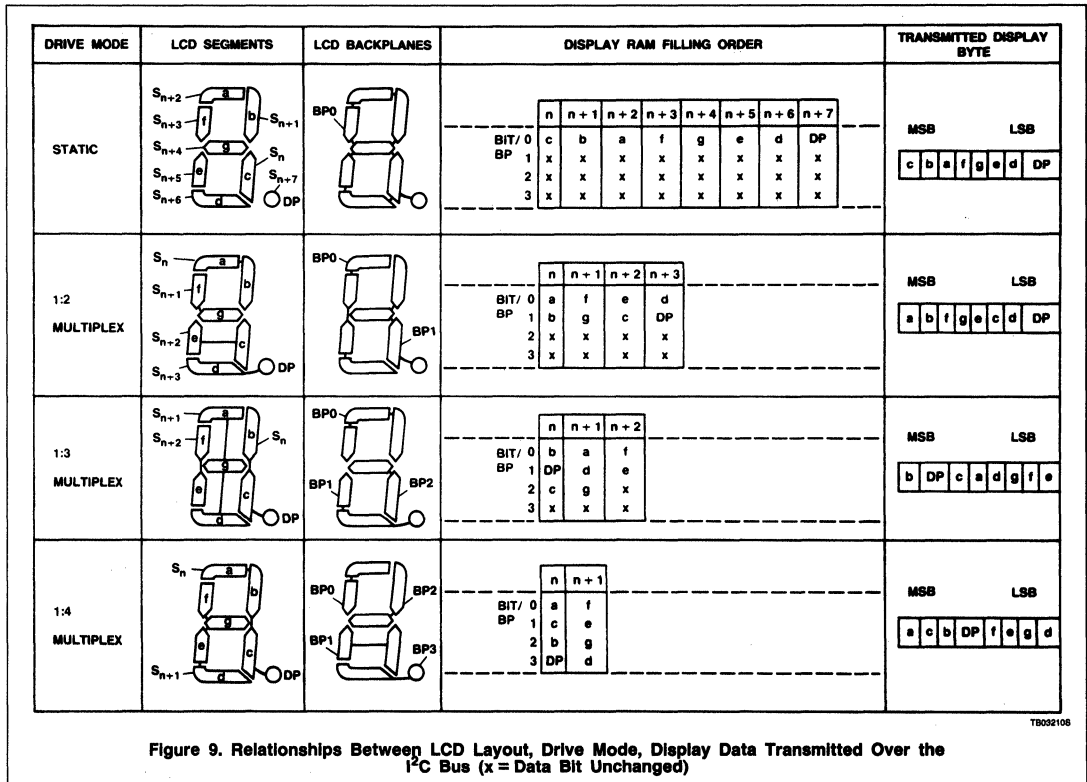 DRIVE MODE LCD SEGMENTS LCD BACKPLANES DISPLAY RAM FILLING ORDER TRANSMITTED DISPLAY BYTE
STATIC
Sn+2 a
Sn+3 f b Sn+1
Sn+4 g Sn
Sn+5 e c Sn+7
Sn+6 d DP
BP0
n n + 1 n + 2 n + 3 n + 4 n + 5 n + 6 n + 7
BIT/ 0 c b a f g e d DP
BP 1 x x x x x x x x
2 x x x x x x x x
3 x x x x x x x x
MSB LSB
c b a f g e d DP
1:2
MULTIPLEX
Sn a
Sn+1 f b
g
Sn+2 e c
Sn+3 d DP
BP0
BP1
n n + 1 n + 2 n + 3
BIT/ 0 a f e d
BP 1 b g c DP
2 x x x x
3 x x x x
MSB LSB
a b f g e c d DP
1:3
MULTIPLEX
Sn+1 a
Sn+2 f b Sn
g
e c
d DP
BP0
BP1 BP2
n n + 1 n + 2
BIT/ 0 b a f
BP 1 DP d e
2 c g x
3 x x x
MSB LSB
b DP c a d g f e
1:4
MULTIPLEX
Sn a
f b
g
e c
Sn+1 d DP
BP0 BP2
BP1 BP3
n n + 1
BIT/ 0 a f
BP 1 c e
2 b g
3 DP d
MSB LSB
a c b DP f e g d
TB03210S
Figure 9. Relationships Between LCD Layout, Drive Mode, Display Data Transmitted Over the
I²C Bus (x = Data Bit Unchanged)